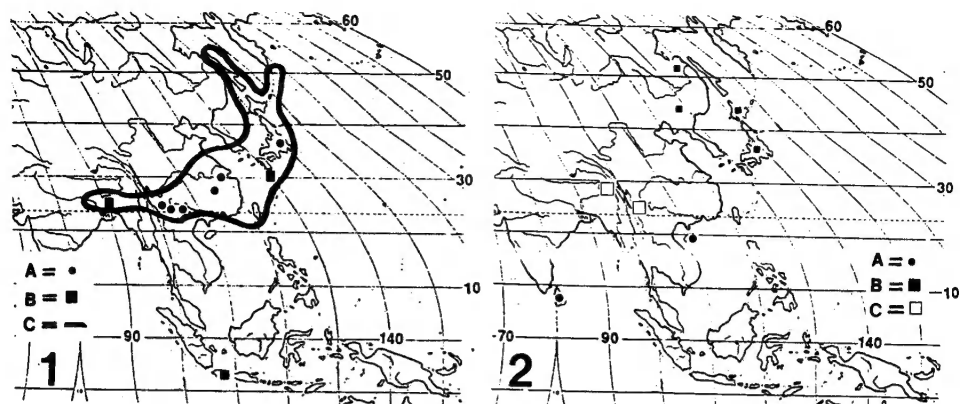 60
50
30
10
A = •
B = ■
C = —
90
140
1
60
50
30
10
A = •
B = ■
C = □
70
90
140
2